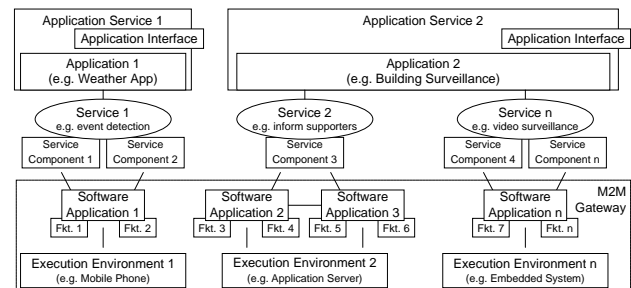 Application Service 1
Application Interface
Application 1
(e.g. Weather App)
Application Service 2
Application Interface
Application 2
(e.g. Building Surveillance)
Service 1
e.g. event detection
Service 2
e.g. inform supporters
Service n
e.g. video surveillance
Service
Component 1
Service
Component 2
Service
Component 3
Service
Component 4
Service
Component n
M2M
Gateway
Software
Application 1
Fkt. 1
Fkt. 2
Software
Application 2
Fkt. 3
Fkt. 4
Software
Application 3
Fkt. 5
Fkt. 6
Software
Application n
Fkt. 7
Fkt. n
Execution Environment 1
(e.g. Mobile Phone)
Execution Environment 2
(e.g. Application Server)
Execution Environment n
(e.g. Embedded System)